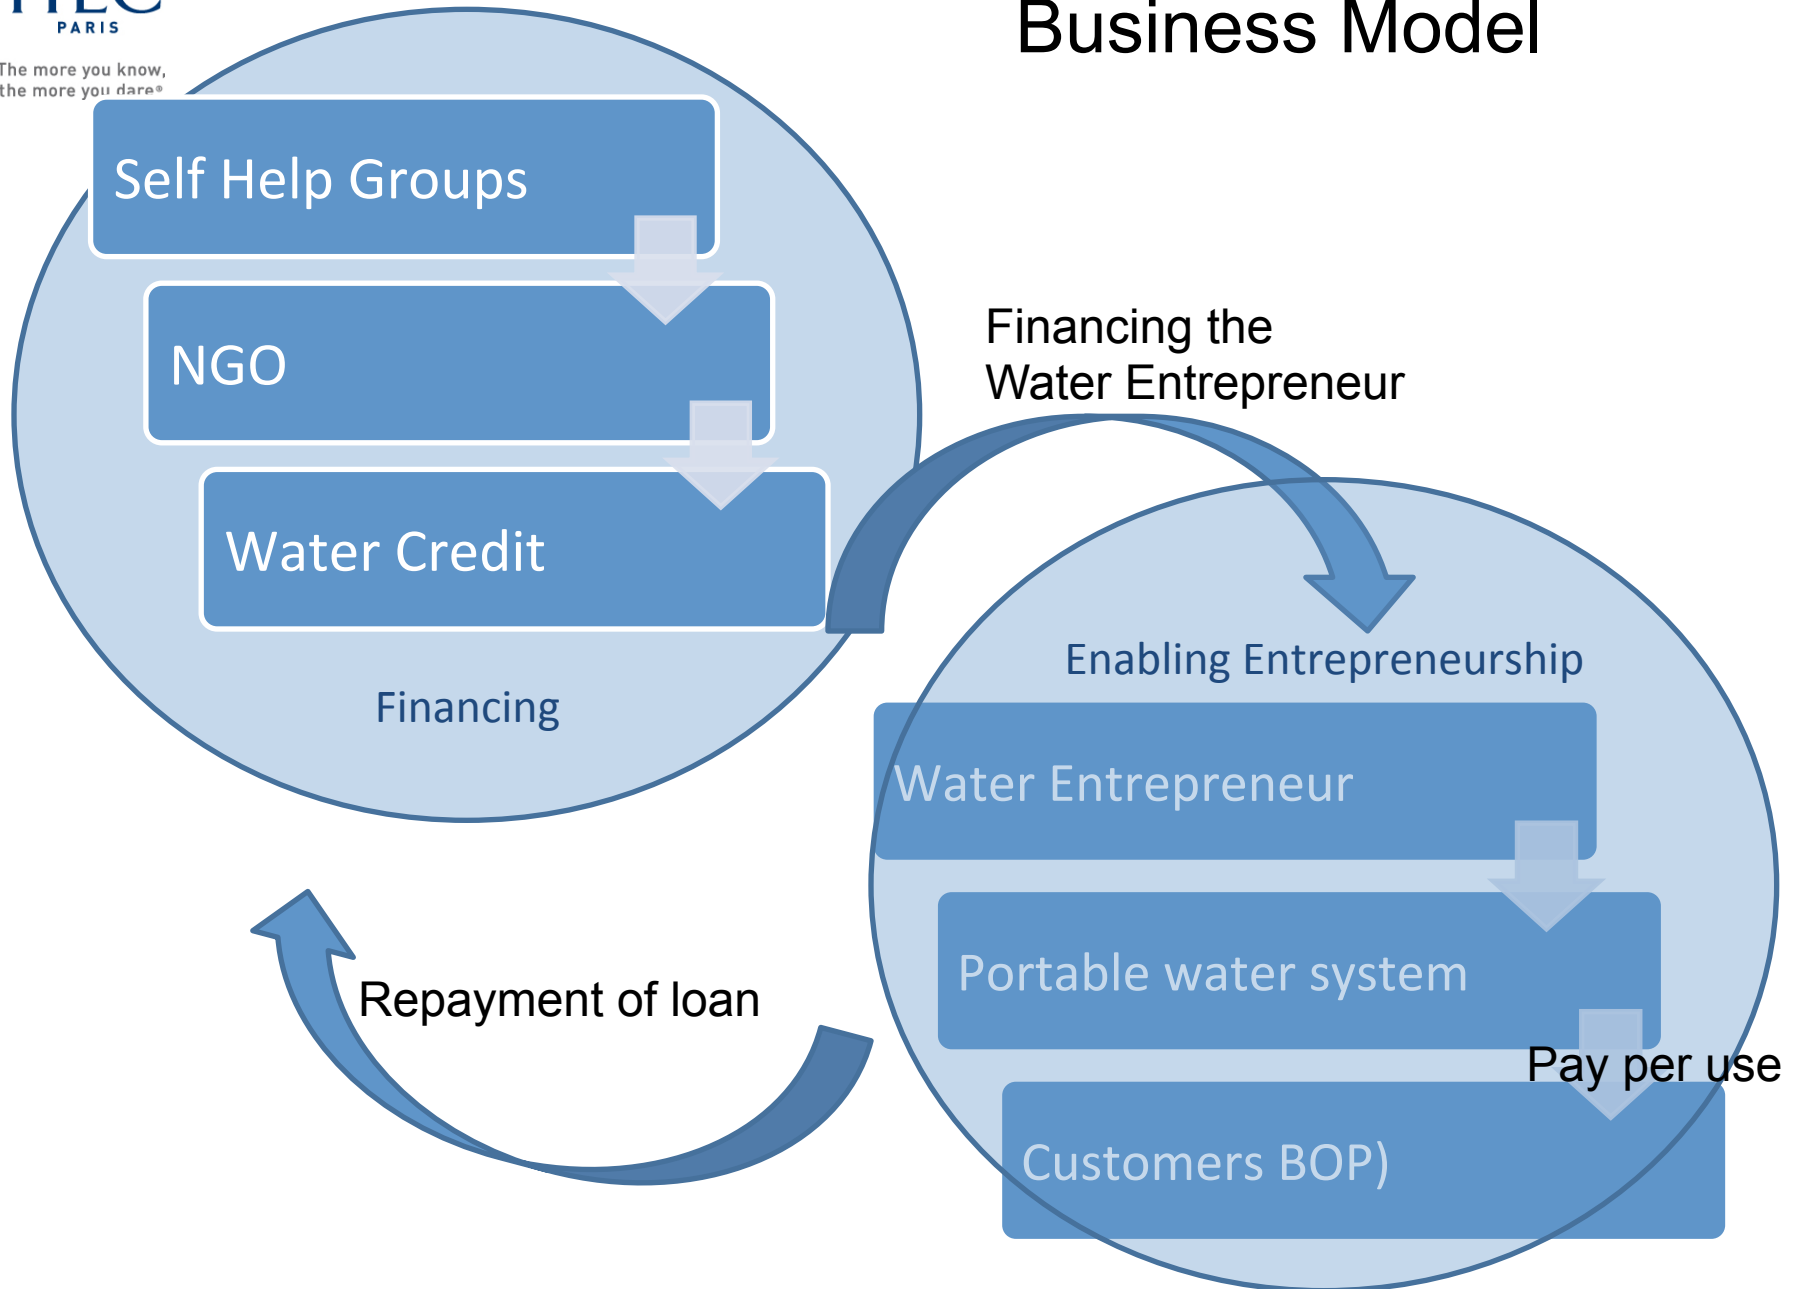 HEC
PARIS
The more you know,
the more you dare®
Business Model
Self Help Groups
NGO
Water Credit
Financing
Financing the
Water Entrepreneur
Enabling Entrepreneurship
Water Entrepreneur
Portable water system
Pay per use
Customers BOP)
Repayment of loan